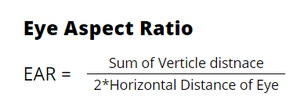 Eye Aspect Ratio
Sum of Verticle distnace
EAR =
2*Horizontal Distance of Eye